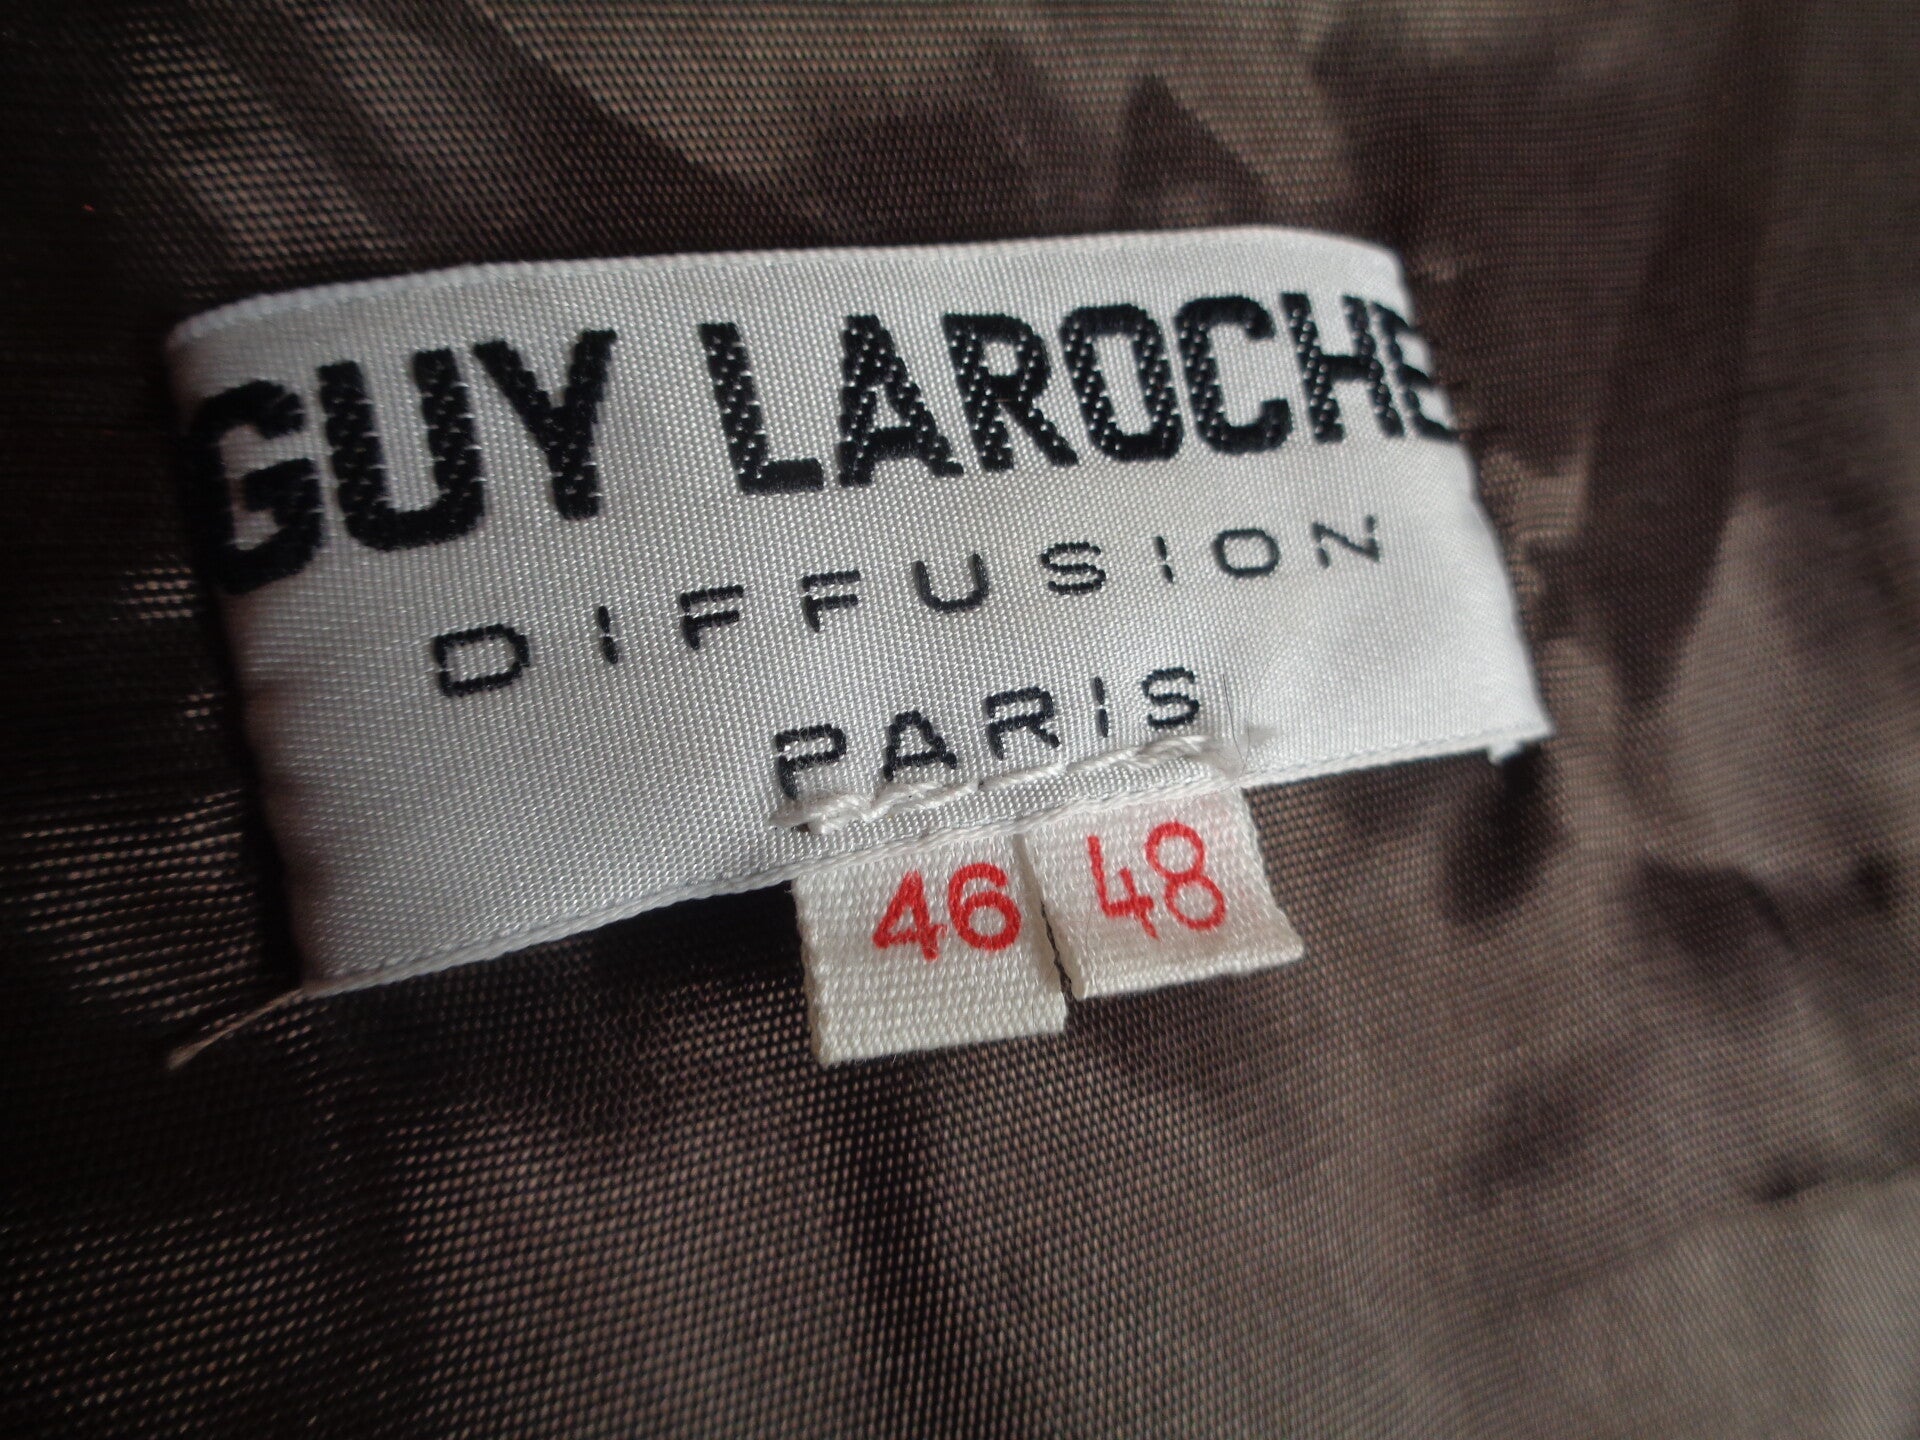 GUY LAROCHE
DIFFUSION
PARIS
46 48